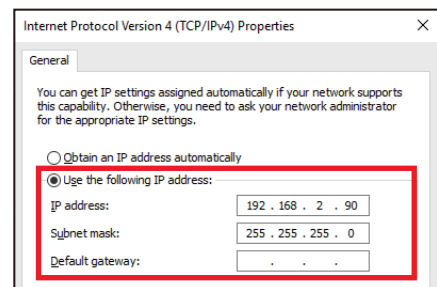 Internet Protocol Version 4 (TCP/IPv4) Properties
General
You can get IP settings assigned automatically if your network supports
this capability. Otherwise, you need to ask your network administrator
for the appropriate IP settings.
Obtain an IP address automatically
Use the following IP address:
IP address: 192 . 168 . 2 . 90
Subnet mask: 255 . 255 . 255 . 0
Default gateway: . . .